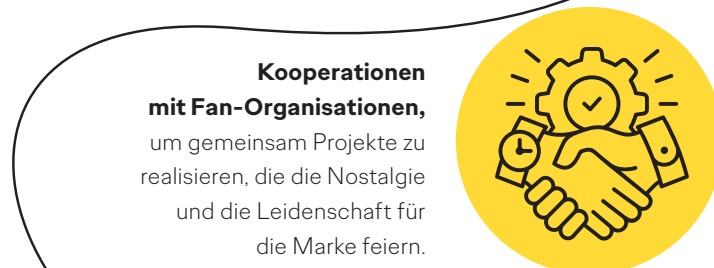 Kooperationen
mit Fan-Organisationen,
um gemeinsam Projekte zu
realisieren, die die Nostalgie
und die Leidenschaft für
die Marke feiern.